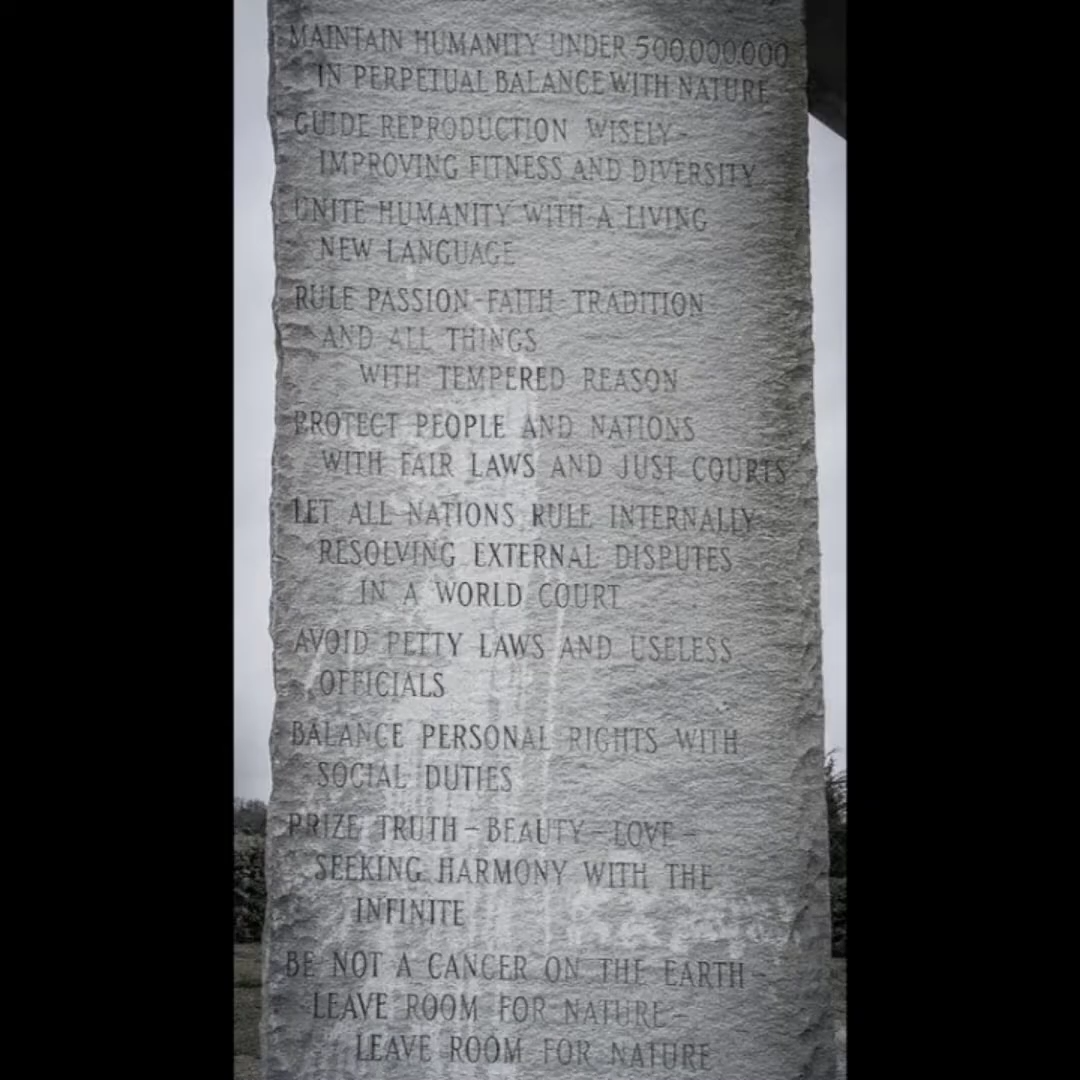 MAINTAIN HUMANITY UNDER 500,000,000
IN PERPETUAL BALANCE WITH NATURE
GUIDE REPRODUCTION WISELY –
IMPROVING FITNESS AND DIVERSITY
UNITE HUMANITY WITH A LIVING
NEW LANGUAGE
RULE PASSION – FAITH – TRADITION
AND ALL THINGS
WITH TEMPERED REASON
PROTECT PEOPLE AND NATIONS
WITH FAIR LAWS AND JUST COURTS
LET ALL NATIONS RULE INTERNALLY
RESOLVING EXTERNAL DISPUTES
IN A WORLD COURT
AVOID PETTY LAWS AND USELESS
OFFICIALS
BALANCE PERSONAL RIGHTS WITH
SOCIAL DUTIES
PRIZE TRUTH – BEAUTY – LOVE –
SEEKING HARMONY WITH THE
INFINITE
BE NOT A CANCER ON THE EARTH –
LEAVE ROOM FOR NATURE –
LEAVE ROOM FOR NATURE